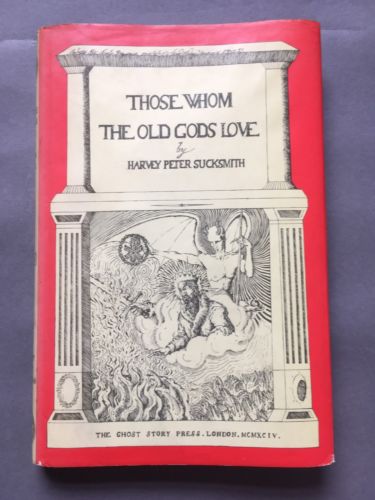 THOSE WHOM
THE OLD GODS LOVE
by
HARVEY PETER SUCKSMITH
THE GHOST STORY PRESS. LONDON. MCMXCIV.